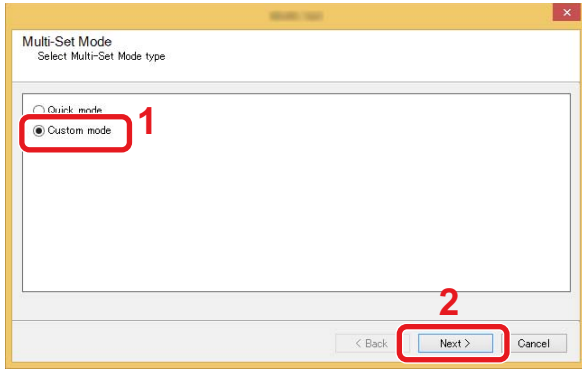 Multi-Set Mode
Select Multi-Set Mode type
Quick mode
Custom mode
1
2
< Back
Next >
Cancel